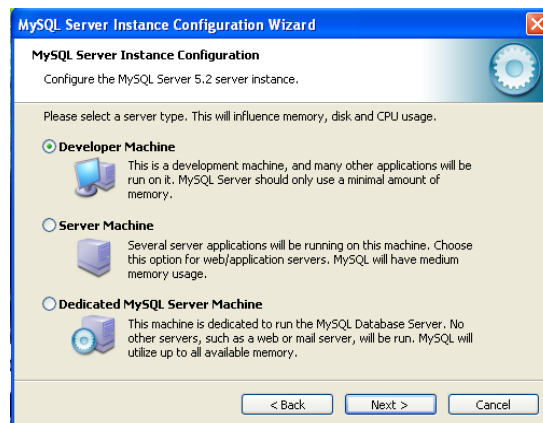 MySQL Server Instance Configuration Wizard
MySQL Server Instance Configuration
Configure the MySQL Server 5.2 server instance.
Please select a server type. This will influence memory, disk and CPU usage.
Developer Machine
This is a development machine, and many other applications will be
run on it. MySQL Server should only use a minimal amount of
memory.
Server Machine
Several server applications will be running on this machine. Choose
this option for web/application servers. MySQL will have medium
memory usage.
Dedicated MySQL Server Machine
This machine is dedicated to run the MySQL Database Server. No
other servers, such as a web or mail server, will be run. MySQL will
utilize up to all available memory.
< Back Next > Cancel